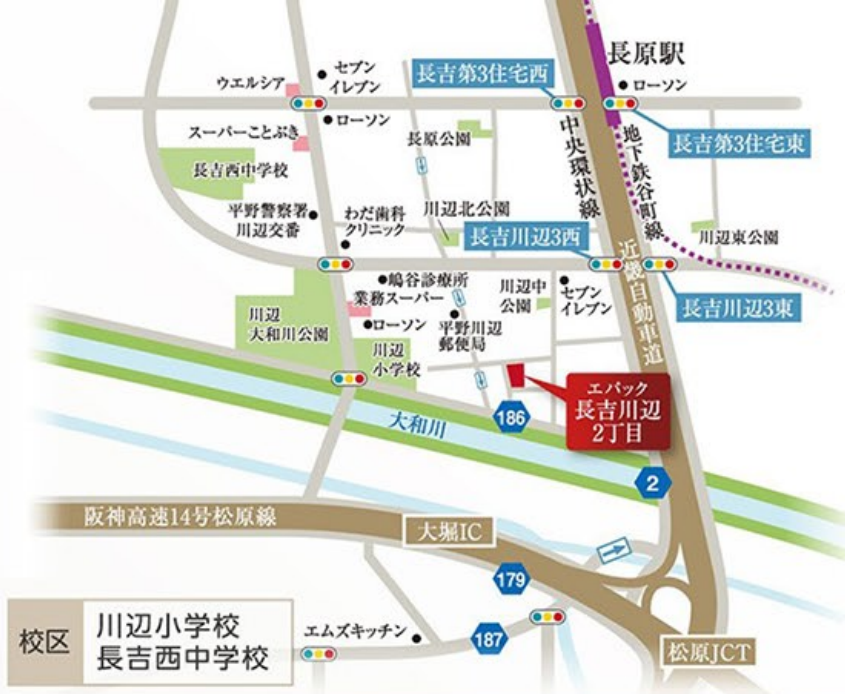 長原駅
セブン
イレブン
長吉第3住宅西
ウエルシア
ローソン
ローソン
スーパーことぶき
長原公園
中央環状線
地下鉄谷町線
長吉第3住宅東
長吉西中学校
平野警察署
川辺交番
わだ歯科
クリニック
川辺北公園
長吉川辺3西
川辺東公園
近畿自動車道
嶋谷診療所
川辺中
公園
セブン
イレブン
長吉川辺3東
業務スーパー
川辺
大和川公園
ローソン
平野川辺
郵便局
川辺
小学校
エバック
長吉川辺
2丁目
186
大和川
2
阪神高速14号松原線
大堀IC
179
校区
川辺小学校
長吉西中学校
エムズキッチン
187
松原JCT